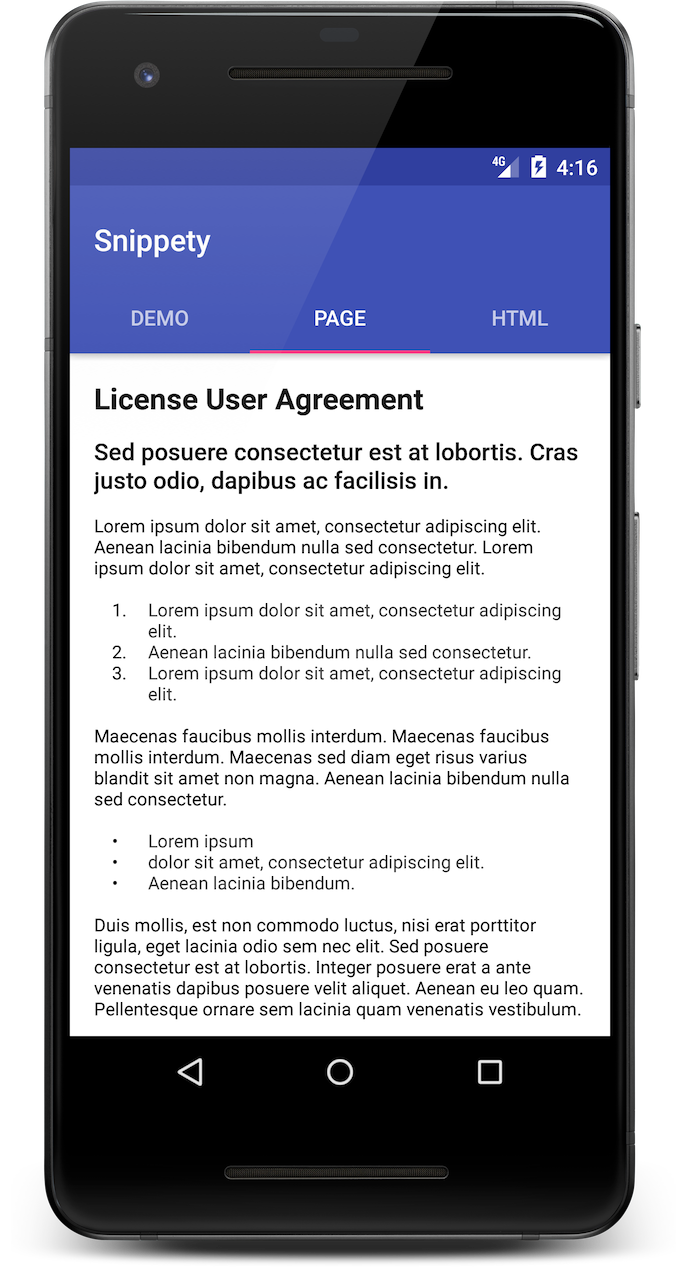 4G 4:16
Snippety
DEMO PAGE HTML
License User Agreement
Sed posuere consectetur est at lobortis. Cras
justo odio, dapibus ac facilisis in.
Lorem ipsum dolor sit amet, consectetur adipiscing elit.
Aenean lacinia bibendum nulla sed consectetur. Lorem
ipsum dolor sit amet, consectetur adipiscing elit.
1. Lorem ipsum dolor sit amet, consectetur adipiscing
elit.
2. Aenean lacinia bibendum nulla sed consectetur.
3. Lorem ipsum dolor sit amet, consectetur adipiscing
elit.
Maecenas faucibus mollis interdum. Maecenas faucibus
mollis interdum. Maecenas sed diam eget risus varius
blandit sit amet non magna. Aenean lacinia bibendum nulla
sed consectetur.
• Lorem ipsum
• dolor sit amet, consectetur adipiscing elit.
• Aenean lacinia bibendum.
Duis mollis, est non commodo luctus, nisi erat porttitor
ligula, eget lacinia odio sem nec elit. Sed posuere
consectetur est at lobortis. Integer posuere erat a ante
venenatis dapibus posuere velit aliquet. Aenean eu leo quam.
Pellentesque ornare sem lacinia quam venenatis vestibulum.